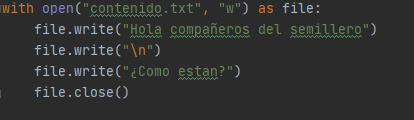 with open("contenido.txt", "w") as file:
    file.write("Hola compañeros del semillero")
    file.write("\n")
    file.write("¿Como estan?")
    file.close()